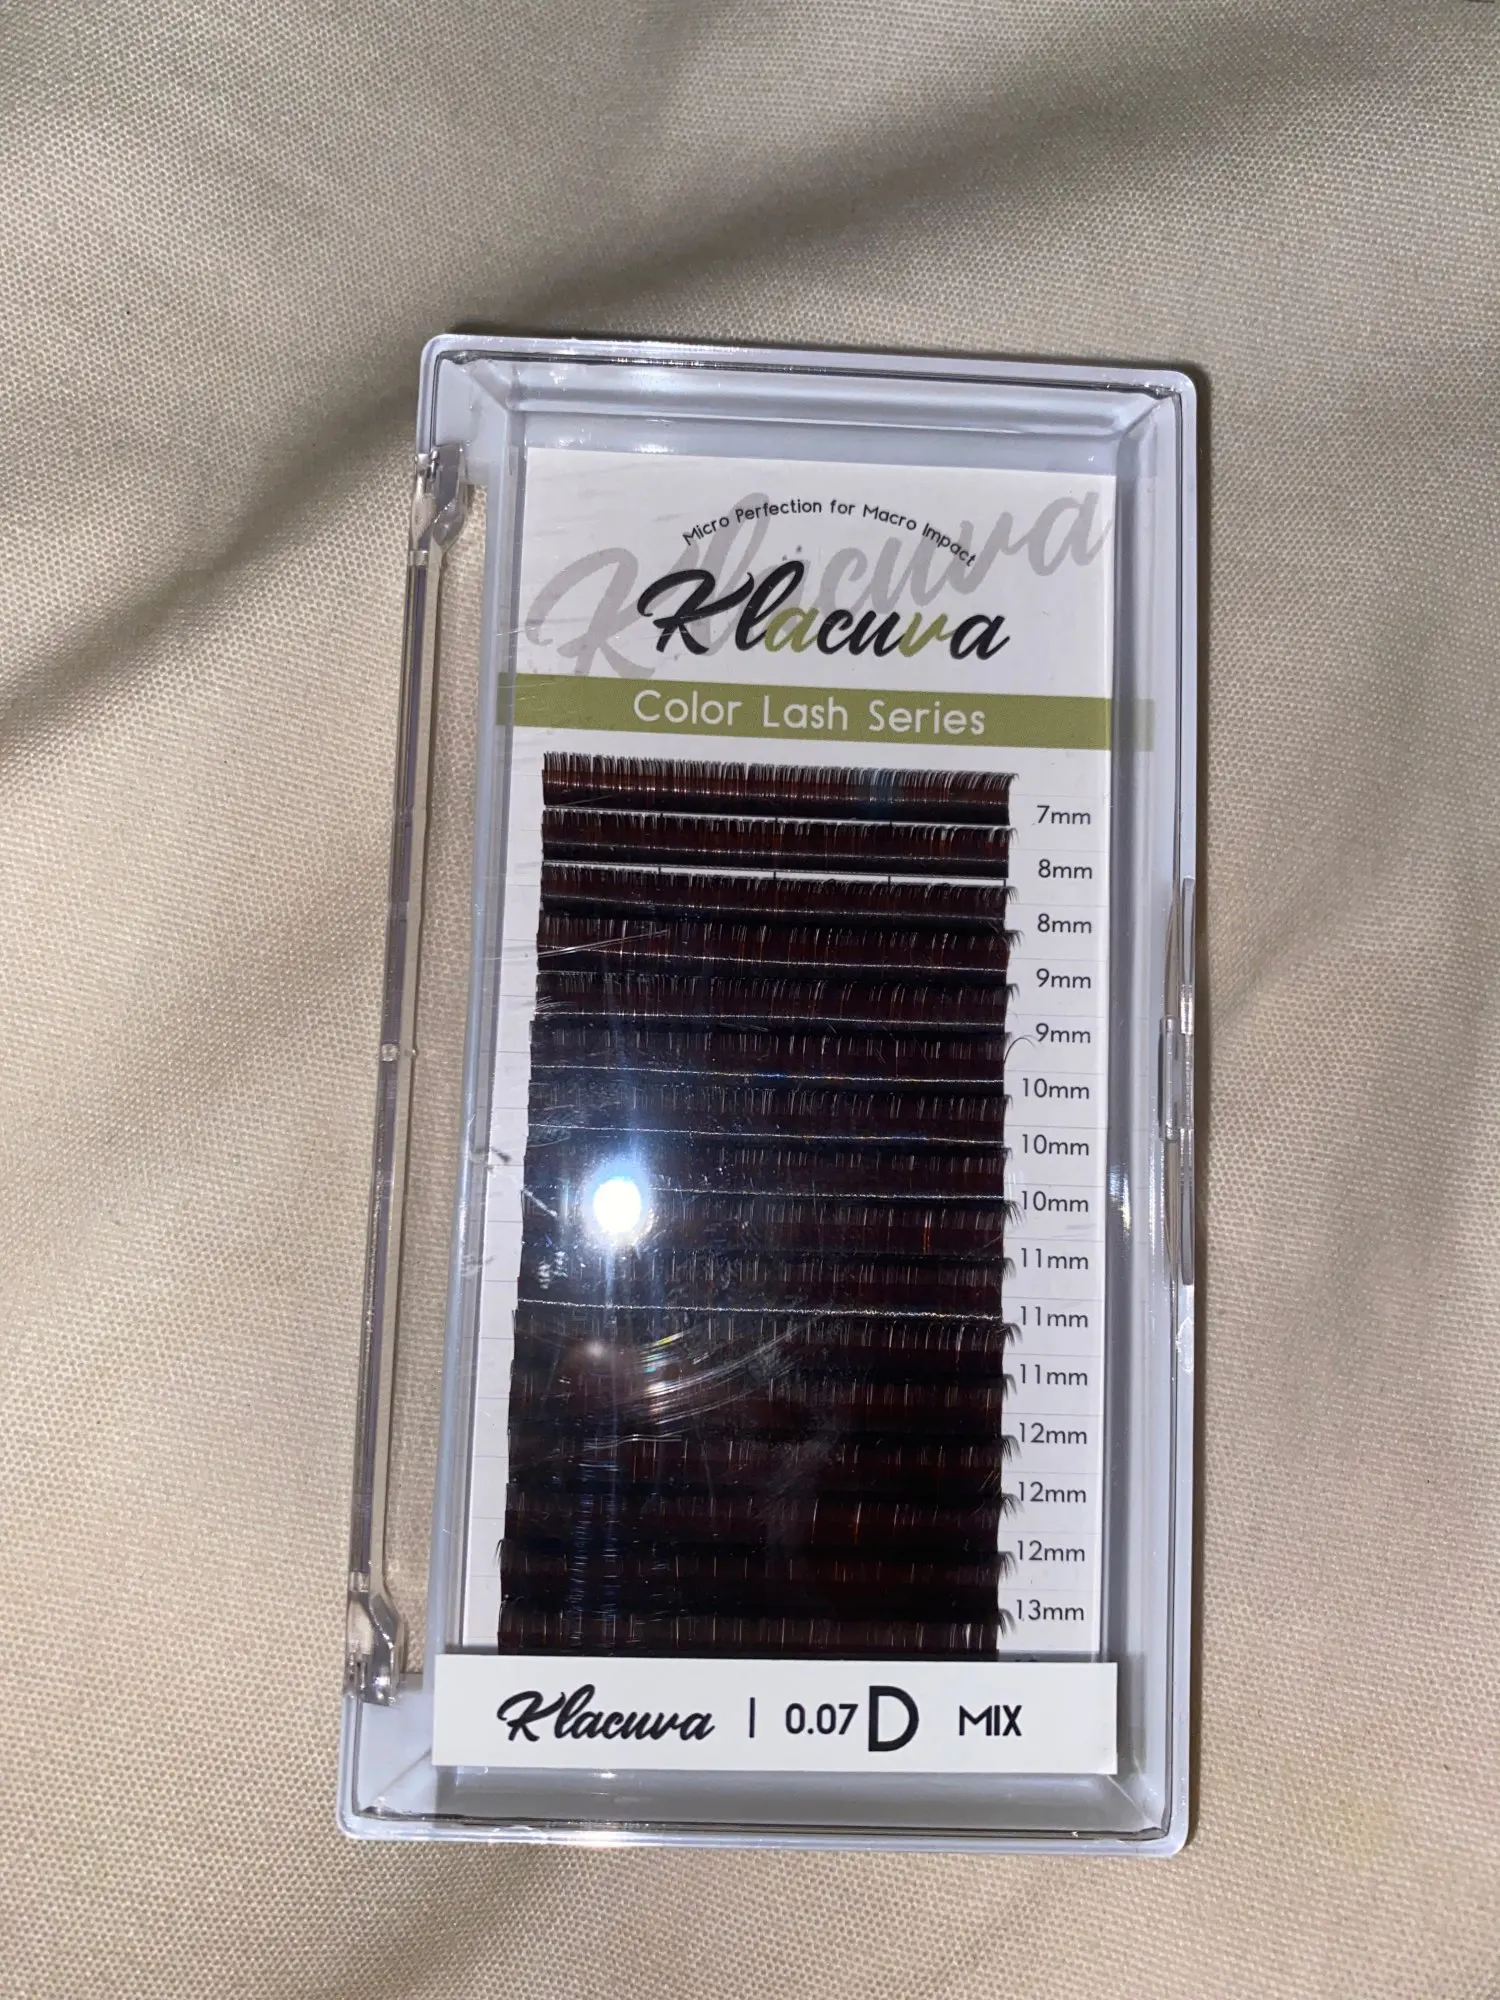 Micro Perfection for Macro Impact
Klacuva
Klacuva
Color Lash Series
7mm
8mm
8mm
9mm
9mm
10mm
10mm
10mm
11mm
11mm
11mm
12mm
12mm
12mm
13mm
Klacuva | 0.07 D MIX